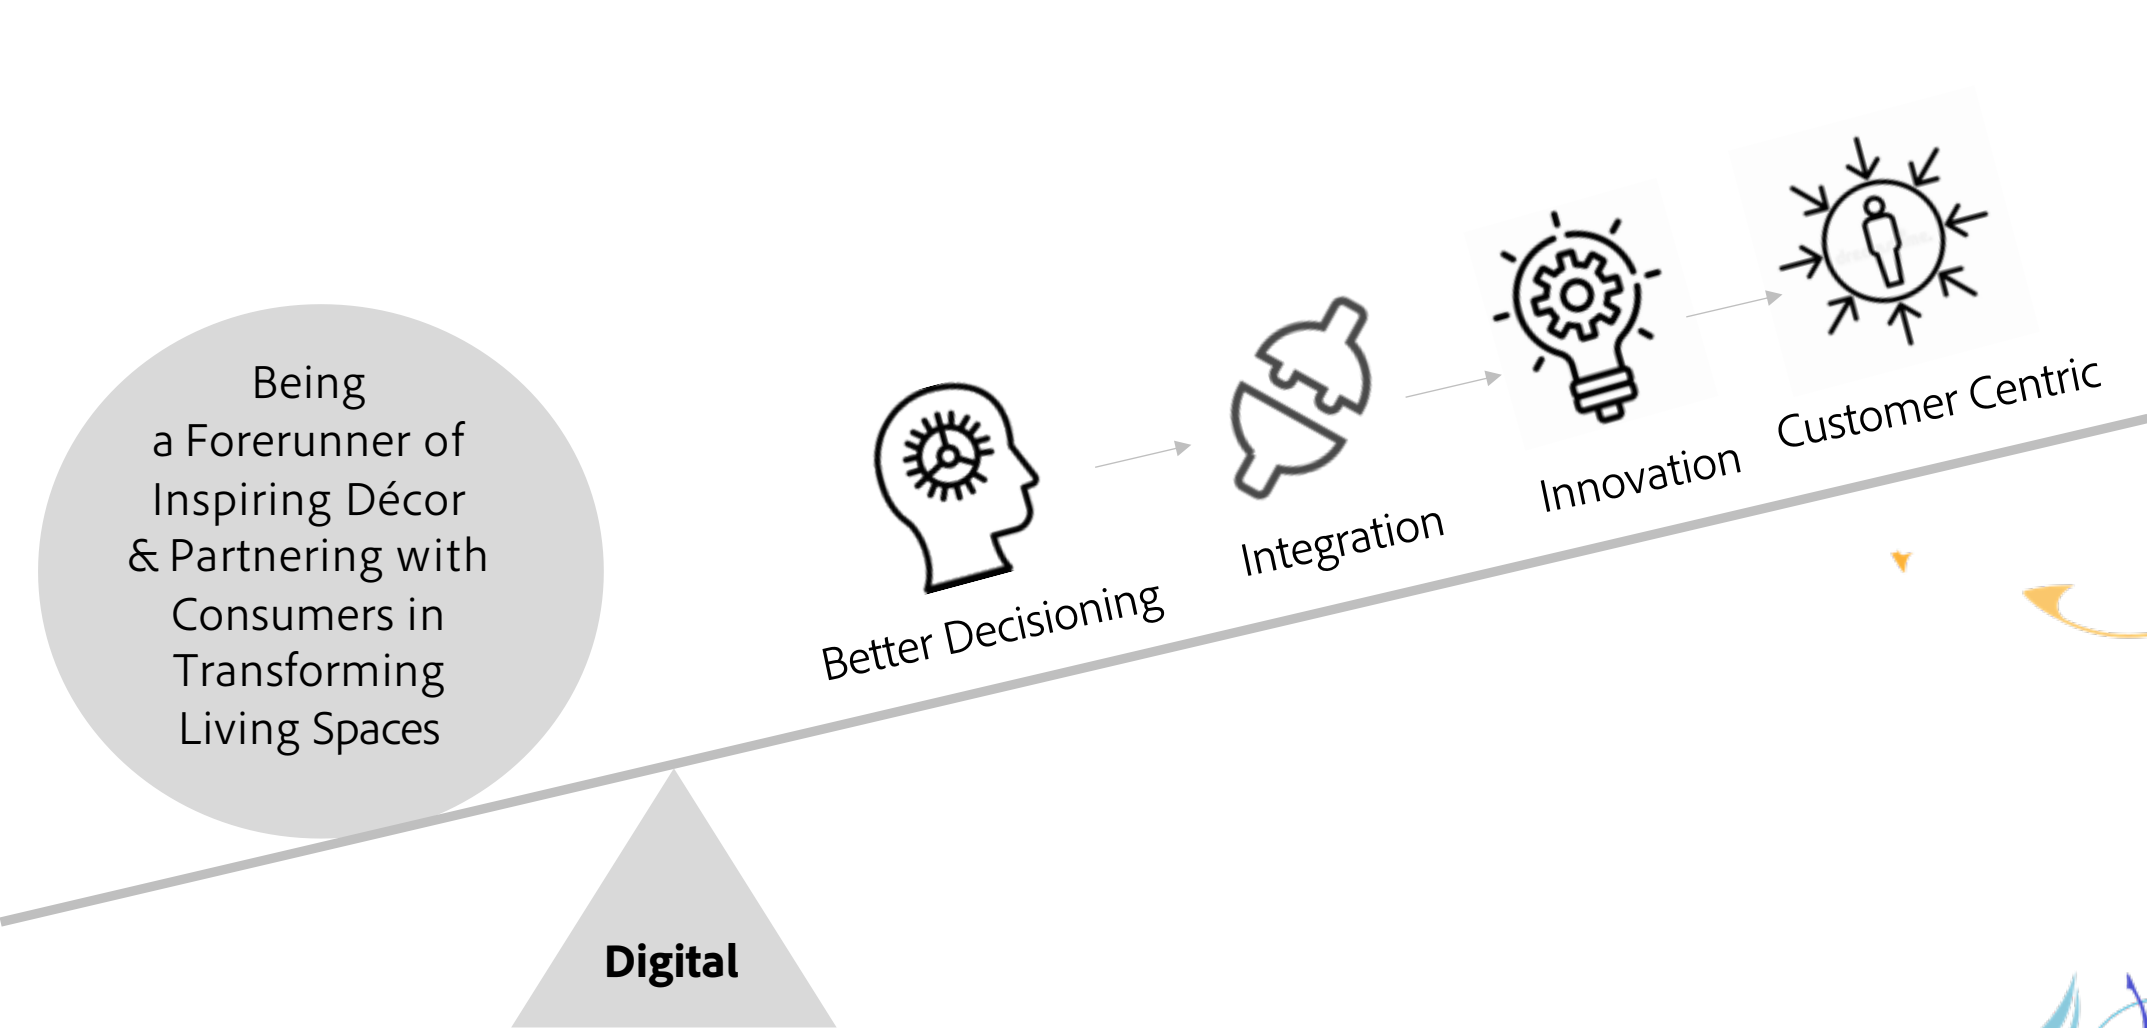 Being
a Forerunner of
Inspiring Décor
& Partnering with
Consumers in
Transforming
Living Spaces
Better Decisioning
Integration
Innovation
Customer Centric
Digital